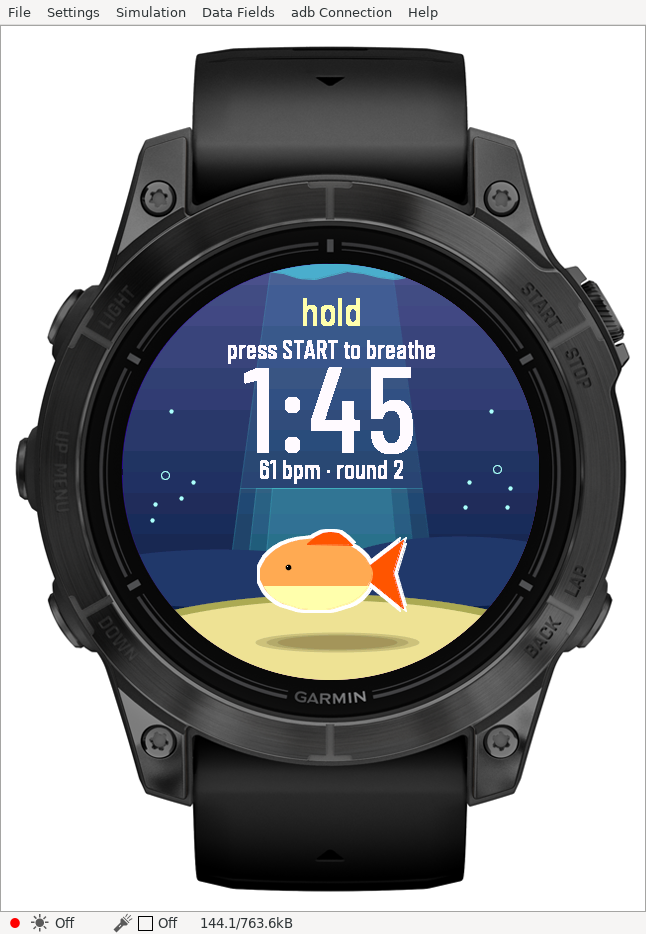 File Settings Simulation Data Fields adb Connection Help
LIGHT
START
STOP
hold
press START to breathe
1:45
61 bpm · round 2
UP MENU
LAP
DOWN
BACK
GARMIN
Off Off 144.1/763.6kB